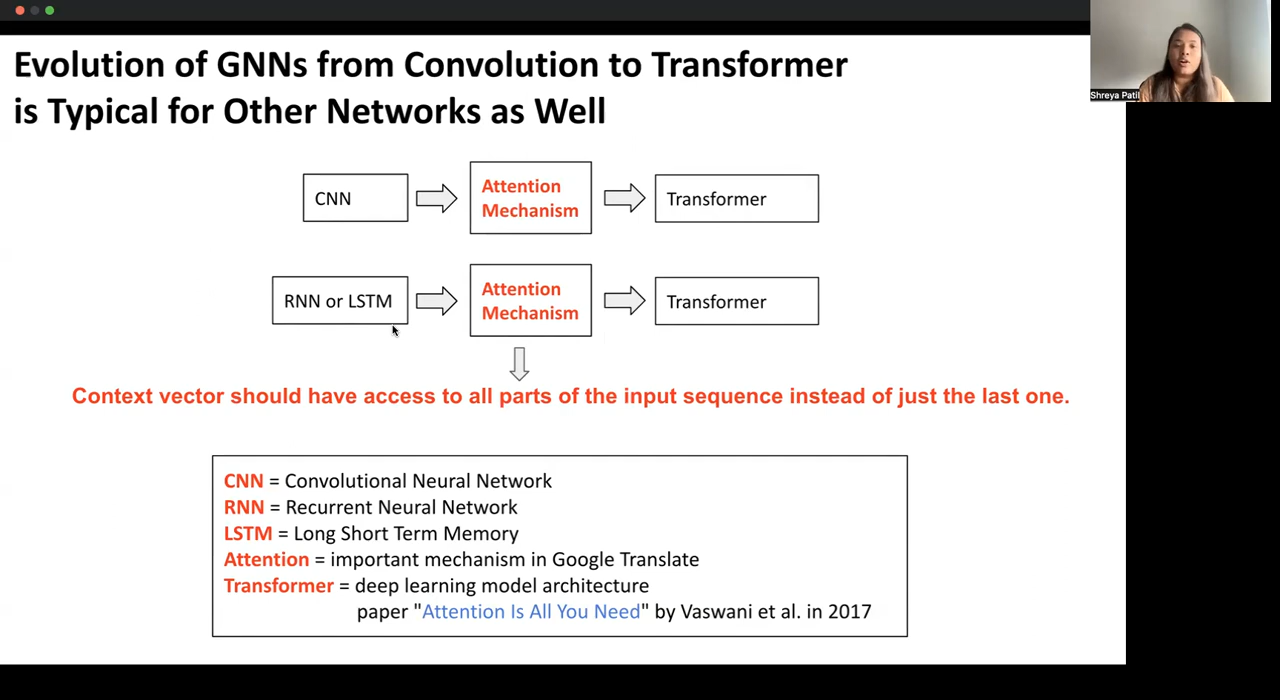 Evolution of GNNs from Convolution to Transformer
is Typical for Other Networks as Well
Shreya Patil
CNN
Attention
Mechanism
Transformer
RNN or LSTM
Attention
Mechanism
Transformer
Context vector should have access to all parts of the input sequence instead of just the last one.
CNN = Convolutional Neural Network
RNN = Recurrent Neural Network
LSTM = Long Short Term Memory
Attention = important mechanism in Google Translate
Transformer = deep learning model architecture
paper "Attention Is All You Need" by Vaswani et al. in 2017